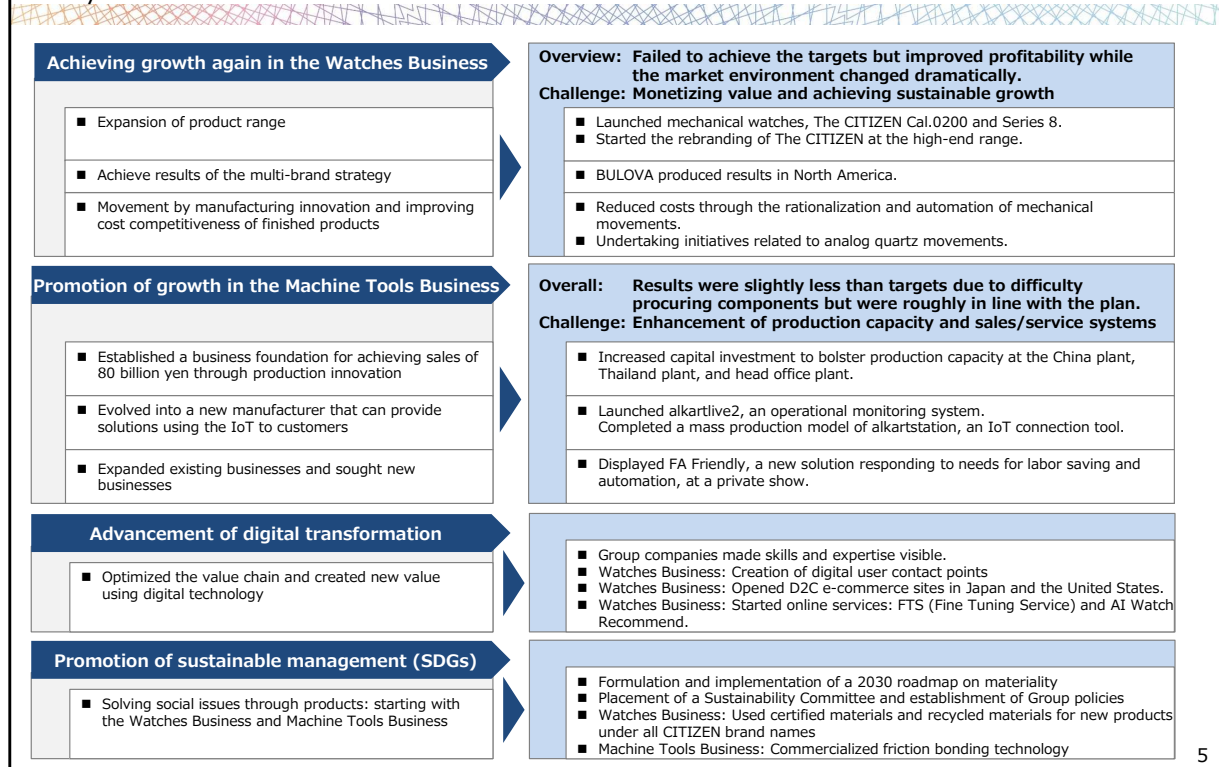 Achieving growth again in the Watches Business
Overview: Failed to achieve the targets but improved profitability while
the market environment changed dramatically.
Challenge: Monetizing value and achieving sustainable growth
■ Expansion of product range
■ Launched mechanical watches, The CITIZEN Cal.0200 and Series 8.
■ Started the rebranding of The CITIZEN at the high-end range.
■ Achieve results of the multi-brand strategy
■ BULOVA produced results in North America.
■ Movement by manufacturing innovation and improving
cost competitiveness of finished products
■ Reduced costs through the rationalization and automation of mechanical
movements.
■ Undertaking initiatives related to analog quartz movements.
Promotion of growth in the Machine Tools Business
Overall: Results were slightly less than targets due to difficulty
procuring components but were roughly in line with the plan.
Challenge: Enhancement of production capacity and sales/service systems
■ Established a business foundation for achieving sales of
80 billion yen through production innovation
■ Increased capital investment to bolster production capacity at the China plant,
Thailand plant, and head office plant.
■ Evolved into a new manufacturer that can provide
solutions using the IoT to customers
■ Launched alkartlive2, an operational monitoring system.
Completed a mass production model of alkartstation, an IoT connection tool.
■ Expanded existing businesses and sought new
businesses
■ Displayed FA Friendly, a new solution responding to needs for labor saving and
automation, at a private show.
Advancement of digital transformation
■ Optimized the value chain and created new value
using digital technology
■ Group companies made skills and expertise visible.
■ Watches Business: Creation of digital user contact points
■ Watches Business: Opened D2C e-commerce sites in Japan and the United States.
■ Watches Business: Started online services: FTS (Fine Tuning Service) and AI Watch
Recommend.
Promotion of sustainable management (SDGs)
■ Solving social issues through products: starting with
the Watches Business and Machine Tools Business
■ Formulation and implementation of a 2030 roadmap on materiality
■ Placement of a Sustainability Committee and establishment of Group policies
■ Watches Business: Used certified materials and recycled materials for new products
under all CITIZEN brand names
■ Machine Tools Business: Commercialized friction bonding technology
5